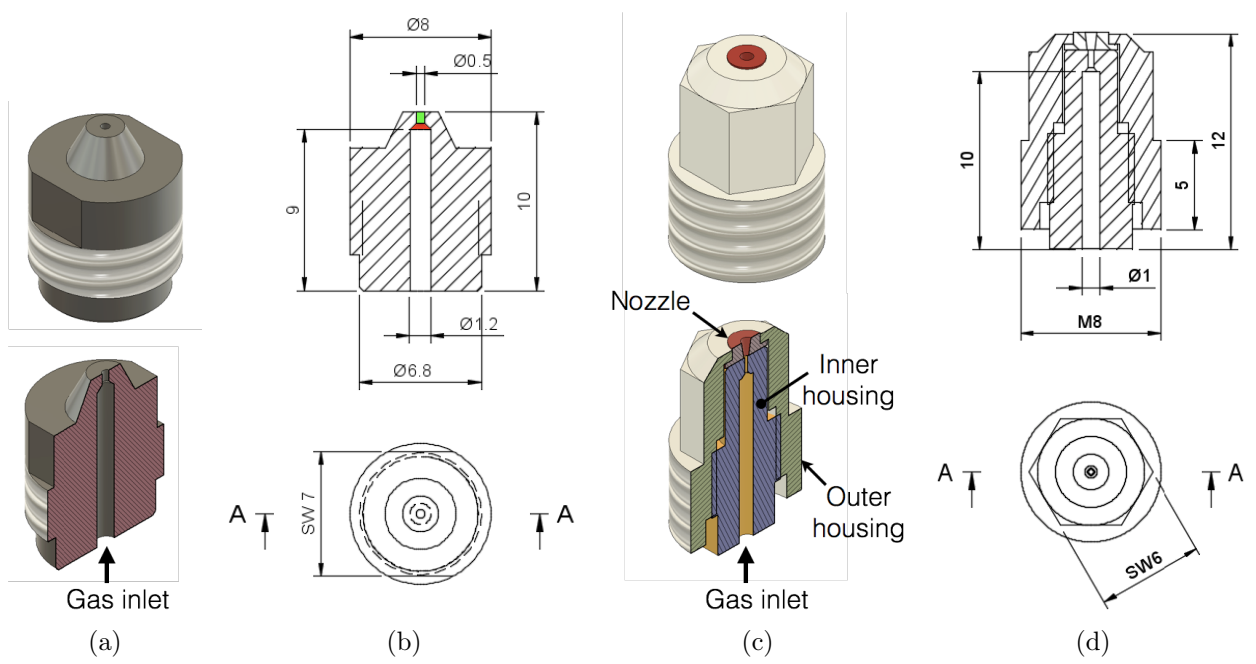 Ø8
Ø0.5
9
10
Ø1.2
Ø6.8
SW 7
A
A
Gas inlet
(a)
(b)
Nozzle
Inner
housing
Outer
housing
Gas inlet
(c)
10
12
5
Ø1
M8
A
A
SW6
(d)